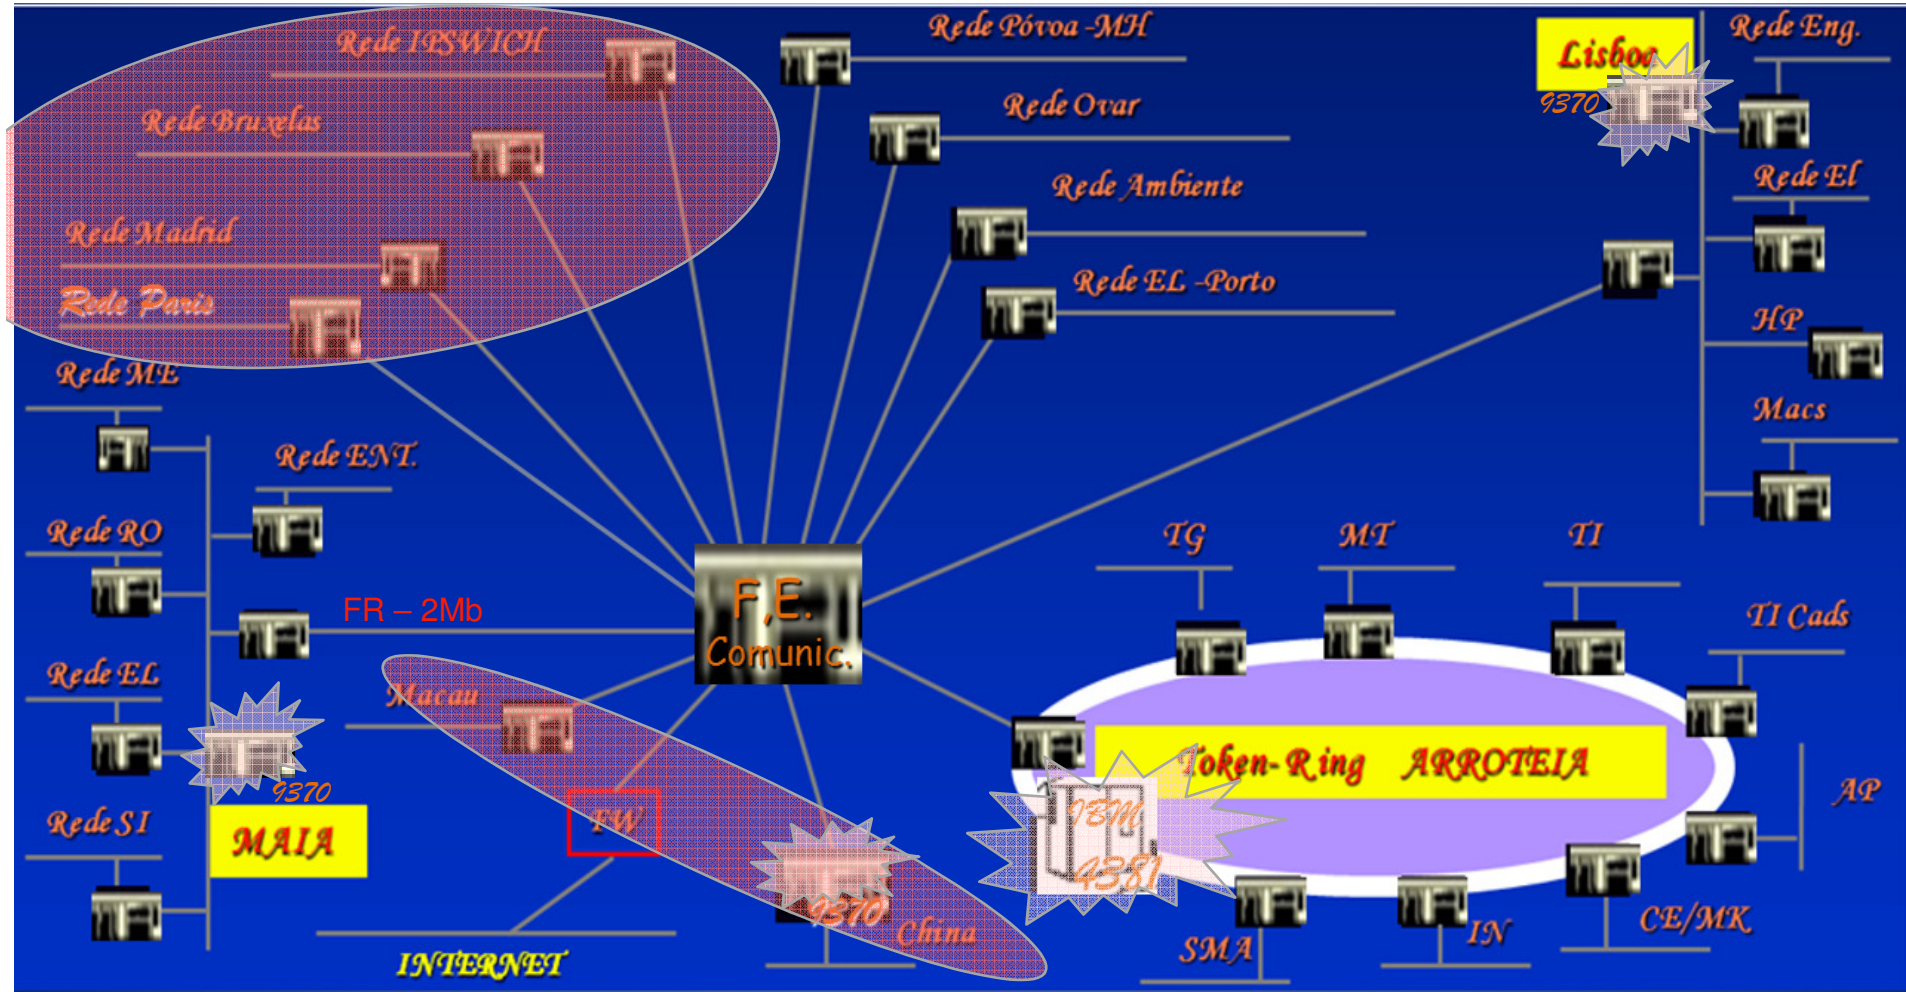 Rede IPSWICH
Rede Póvoa -MH
Lisboa
Rede Eng.
9370
Rede Bruxelas
Rede Ovar
Rede El
Rede Madrid
Rede Ambiente
Rede Paris
Rede EL -Porto
HP
Rede ME
Macs
Rede ENT.
Rede RO
TG
MT
TI
FR – 2Mb
F,E.
Comunic.
TI Cads
Rede EL
Macau
Token-Ring ARROTEIA
9370
AP
Rede SI
MAIA
FW
IBM
4381
9370
China
SMA
IN
CE/MK
INTERNET